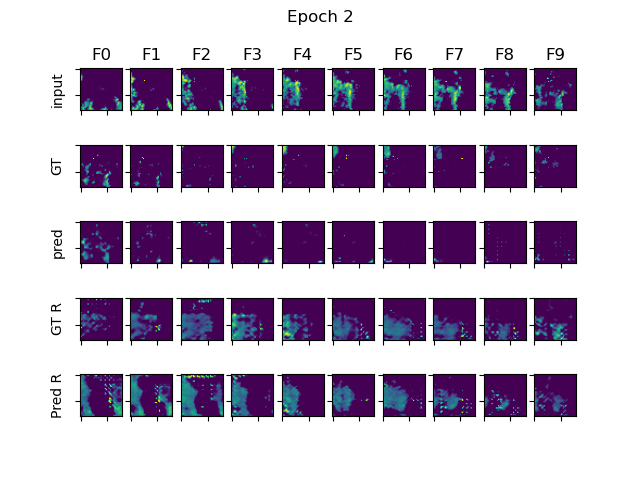 Epoch 2
F0 F1 F2 F3 F4 F5 F6 F7 F8 F9
input
GT
pred
GT R
Pred R